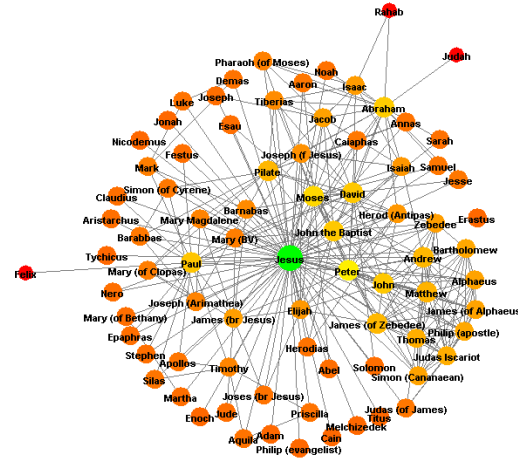 Rahab
Judah
Pharaoh (of Moses)
Noah
Demas
Aaron
Isaac
Luke
Joseph
Tiberias
Abraham
Jonah
Esau
Jacob
Annas
Nicodemus
Caiaphas
Sarah
Festus
Joseph (f Jesus)
Mark
Pilate
Isaiah
Samuel
Simon (of Cyrene)
Jesse
Claudius
Moses
David
Aristarchus
Mary Magdalene
Barnabas
Herod (Antipas)
Erastus
Barabbas
Mary (BV)
John the Baptist
Zebedee
Tychicus
Bartholomew
Felix
Mary (of Clopas)
Paul
Jesus
Peter
Andrew
Nero
John
Matthew
Alphaeus
Mary (of Bethany)
Joseph (Arimathea)
Elijah
James (of Alphaeus)
Epaphras
James (br Jesus)
James (of Zebedee)
Philip (apostle)
Stephen
Thomas
Herodias
Judas Iscariot
Apollos
Timothy
Abel
Solomon
Simon (Cananaean)
Silas
Martha
Joses (br Jesus)
Enoch
Jude
Priscilla
Judas (of James)
Titus
Aquila
Adam
Cain
Melchizedek
Philip (evangelist)